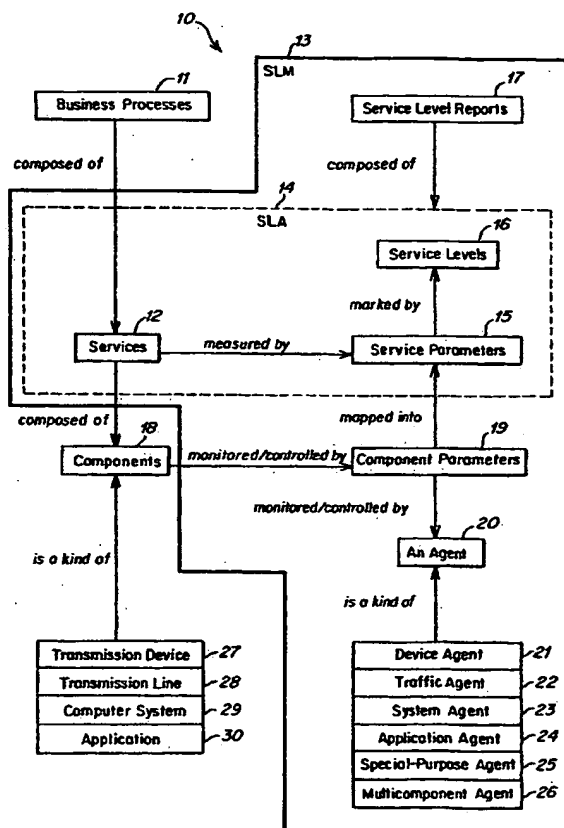 10
13
SLM
11
17
Business Processes
Service Level Reports
composed of
composed of
14
SLA
16
Service Levels
marked by
12
15
Services
measured by
Service Parameters
composed of
mapped into
18
19
Components
monitored/controlled by
Component Parameters
monitored/controlled by
20
An Agent
is a kind of
is a kind of
Transmission Device
27
Transmission Line
28
Computer System
29
Application
30
Device Agent
21
Traffic Agent
22
System Agent
23
Application Agent
24
Special-Purpose Agent
25
Multicomponent Agent
26